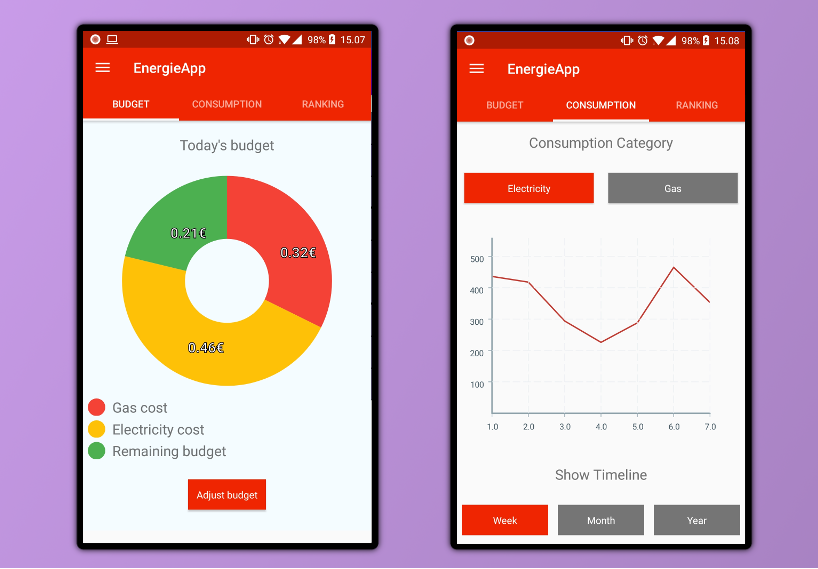 98% 15.07
EnergieApp
BUDGET CONSUMPTION RANKING
Today's budget
0.21€
0.32€
0.46€
Gas cost
Electricity cost
Remaining budget
Adjust budget
98% 15.08
EnergieApp
BUDGET CONSUMPTION RANKING
Consumption Category
Electricity Gas
500
400
300
200
100
1.0 2.0 3.0 4.0 5.0 6.0 7.0
Show Timeline
Week Month Year